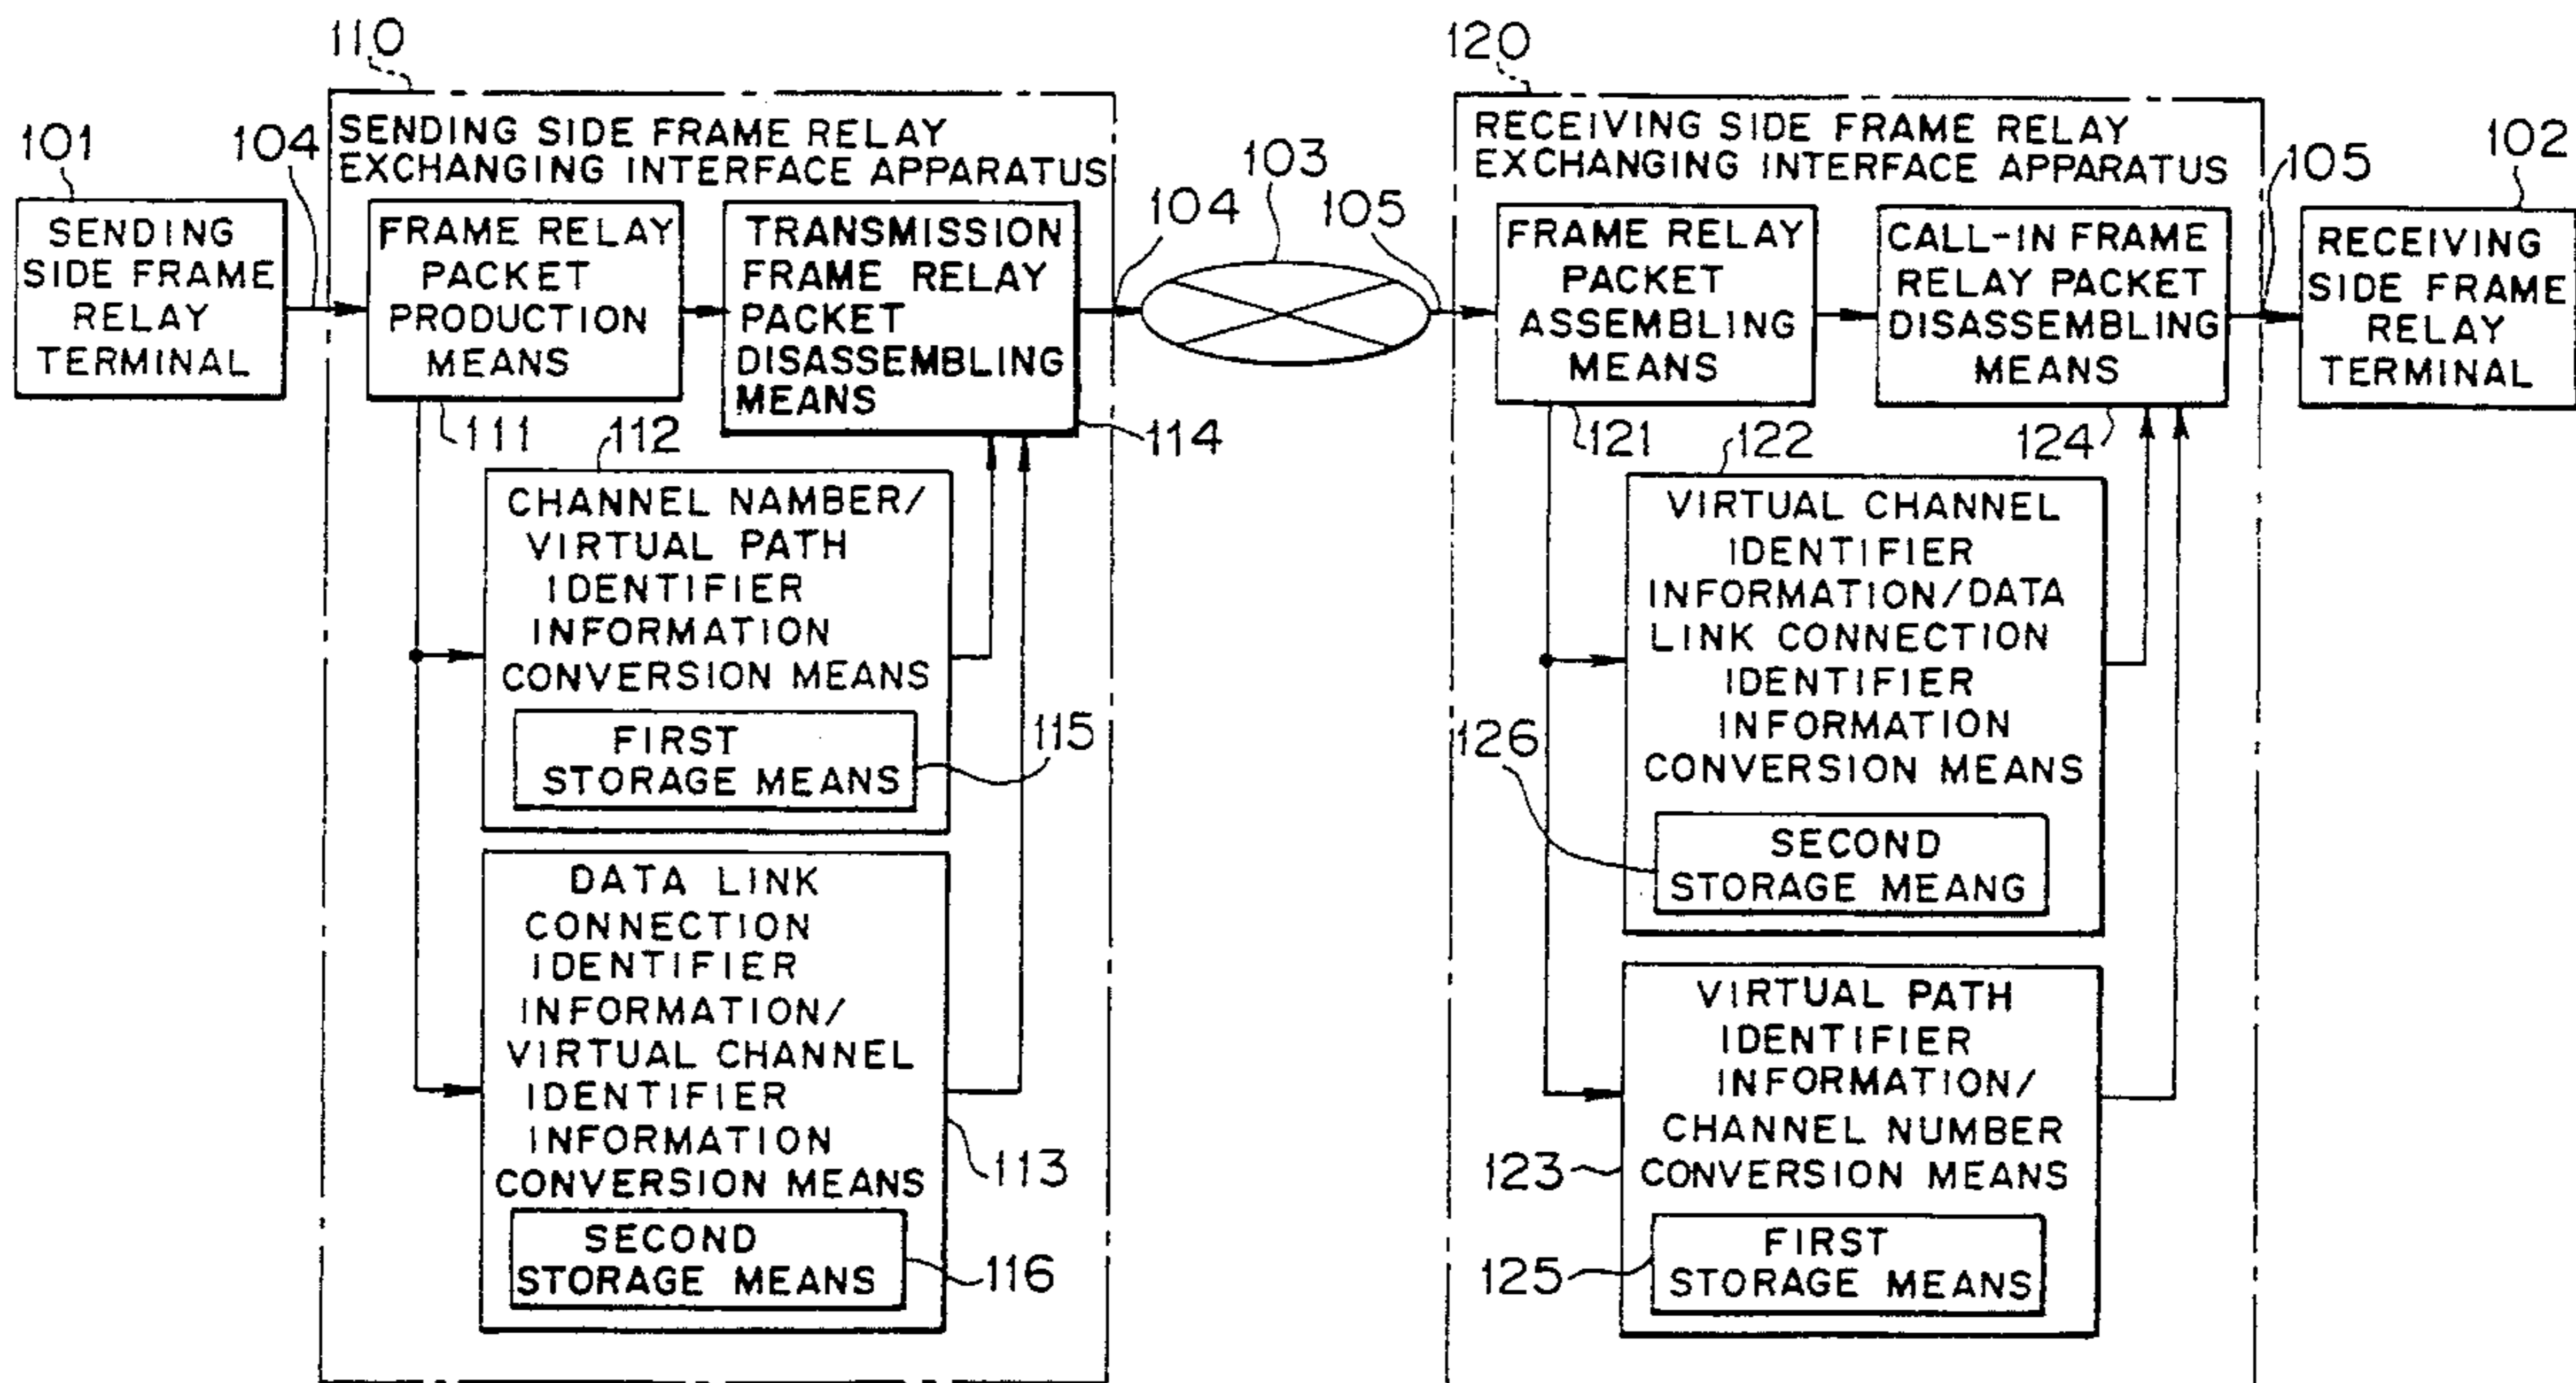 110
120
101
104
SENDING SIDE FRAME RELAY
EXCHANGING INTERFACE APPARATUS
103
104
105
RECEIVING SIDE FRAME RELAY
EXCHANGING INTERFACE APPARATUS
105
102
SENDING
SIDE FRAME
RELAY
TERMINAL
FRAME RELAY
PACKET
PRODUCTION
MEANS
TRANSMISSION
FRAME RELAY
PACKET
DISASSEMBLING
MEANS
FRAME RELAY
PACKET
ASSEMBLING
MEANS
CALL-IN FRAME
RELAY PACKET
DISASSEMBLING
MEANS
RECEIVING
SIDE FRAME
RELAY
TERMINAL
111
112
114
121
122
124
CHANNEL NAMBER/
VIRTUAL PATH
IDENTIFIER
INFORMATION
CONVERSION MEANS
FIRST
STORAGE MEANS
115
VIRTUAL CHANNEL
IDENTIFIER
INFORMATION/DATA
LINK CONNECTION
IDENTIFIER
INFORMATION
CONVERSION MEANS
126
SECOND
STORAGE MEANG
DATA LINK
CONNECTION
IDENTIFIER
INFORMATION/
VIRTUAL CHANNEL
IDENTIFIER
INFORMATION
CONVERSION MEANS
113
SECOND
STORAGE MEANS
116
VIRTUAL PATH
IDENTIFIER
INFORMATION/
CHANNEL NUMBER
CONVERSION MEANS
123
FIRST
STORAGE MEANS
125